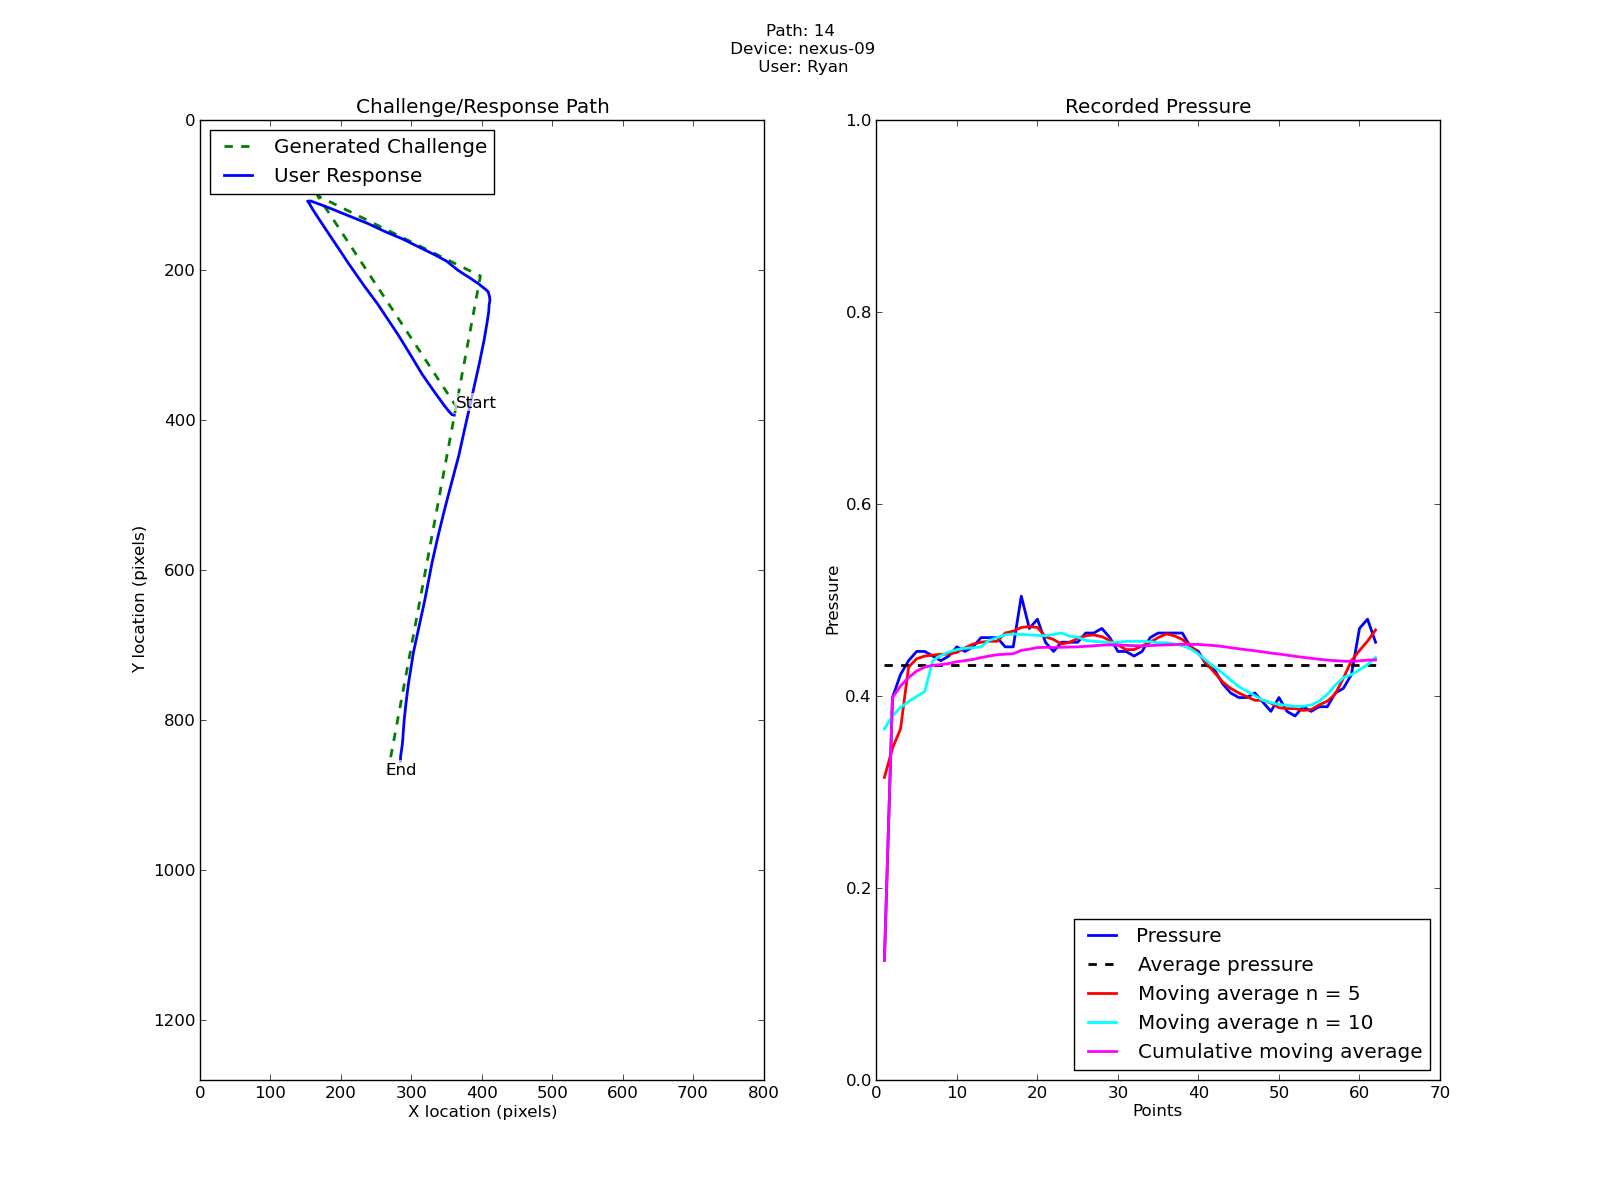 Path: 14
Device: nexus-09
User: Ryan
Challenge/Response Path
Generated Challenge
User Response
0
200
400
600
800
1000
1200
Y location (pixels)
Start
End
0 100 200 300 400 500 600 700 800
X location (pixels)
Recorded Pressure
1.0
0.8
0.6
0.4
0.2
0.0
Pressure
Pressure
Average pressure
Moving average n = 5
Moving average n = 10
Cumulative moving average
0 10 20 30 40 50 60 70
Points